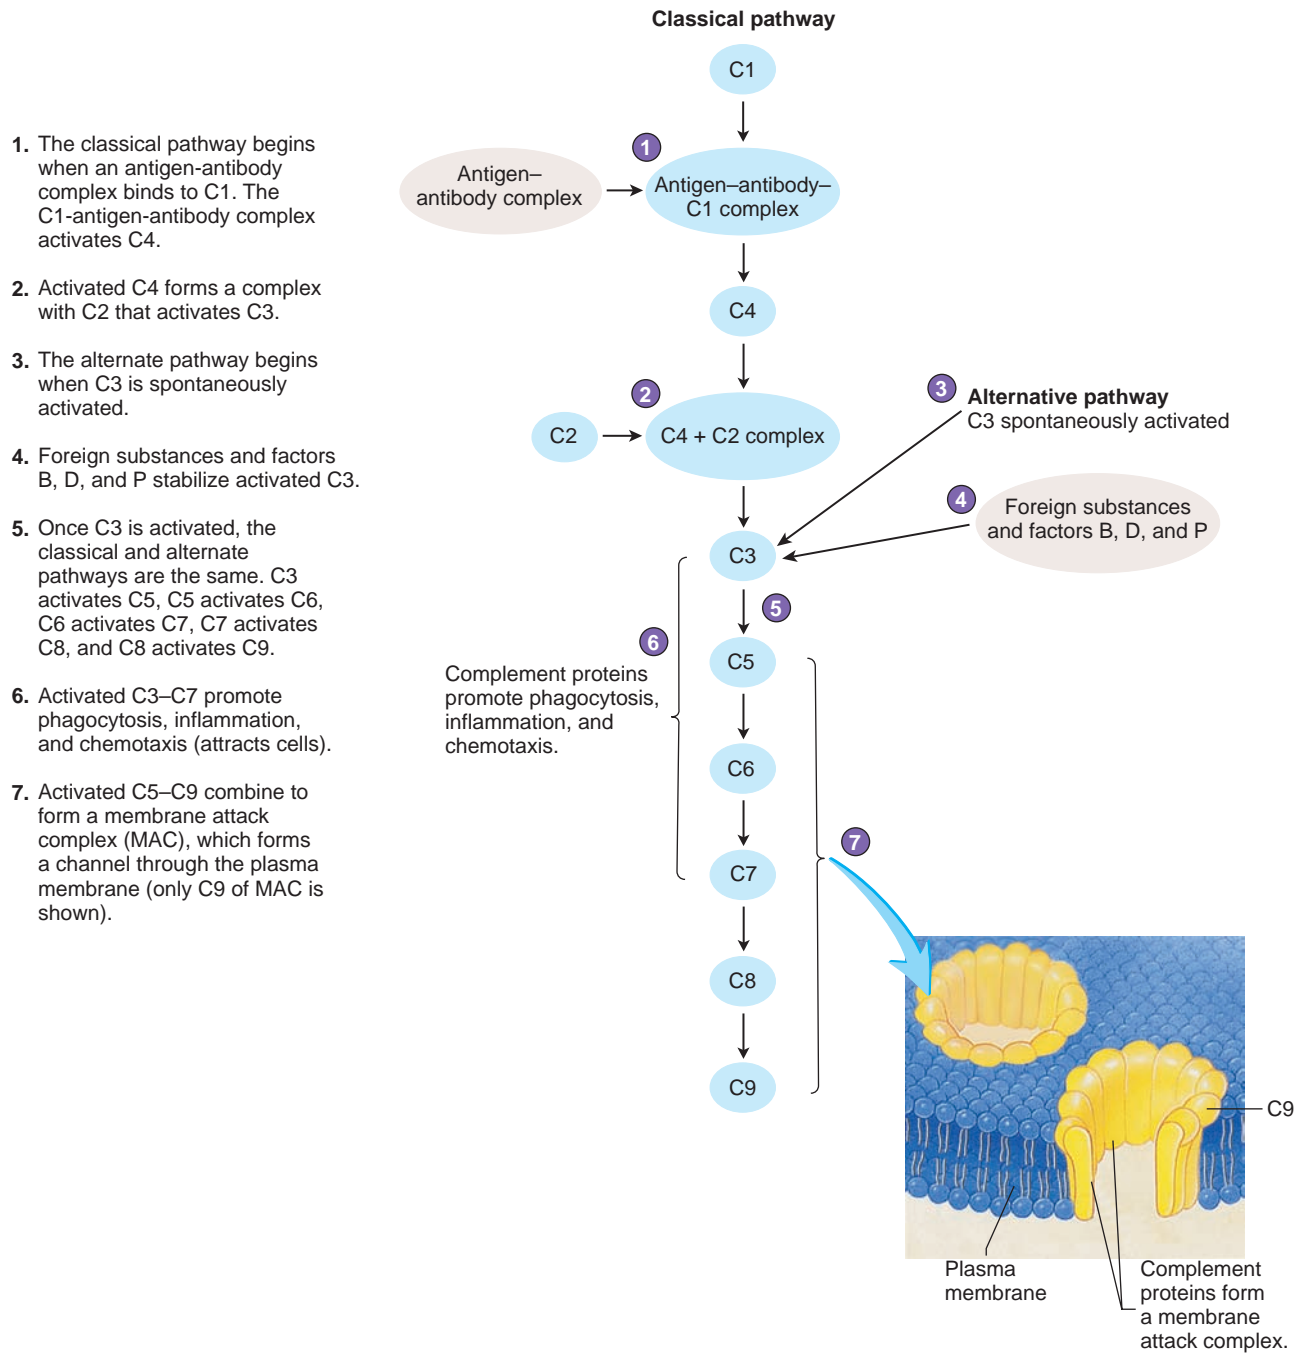 Classical pathway
C1
1. The classical pathway begins
when an antigen-antibody
complex binds to C1. The
C1-antigen-antibody complex
activates C4.
2. Activated C4 forms a complex
with C2 that activates C3.
3. The alternate pathway begins
when C3 is spontaneously
activated.
4. Foreign substances and factors
B, D, and P stabilize activated C3.
5. Once C3 is activated, the
classical and alternate
pathways are the same. C3
activates C5, C5 activates C6,
C6 activates C7, C7 activates
C8, and C8 activates C9.
6. Activated C3–C7 promote
phagocytosis, inflammation,
and chemotaxis (attracts cells).
7. Activated C5–C9 combine to
form a membrane attack
complex (MAC), which forms
a channel through the plasma
membrane (only C9 of MAC is
shown).
Antigen–
antibody complex
1
Antigen–antibody–
C1 complex
C4
2
C2
C4 + C2 complex
3
Alternative pathway
C3 spontaneously activated
4
Foreign substances
and factors B, D, and P
C3
5
6
Complement proteins
promote phagocytosis,
inflammation, and
chemotaxis.
C5
C6
7
C7
C8
C9
C9
Plasma
membrane
Complement
proteins form
a membrane
attack complex.